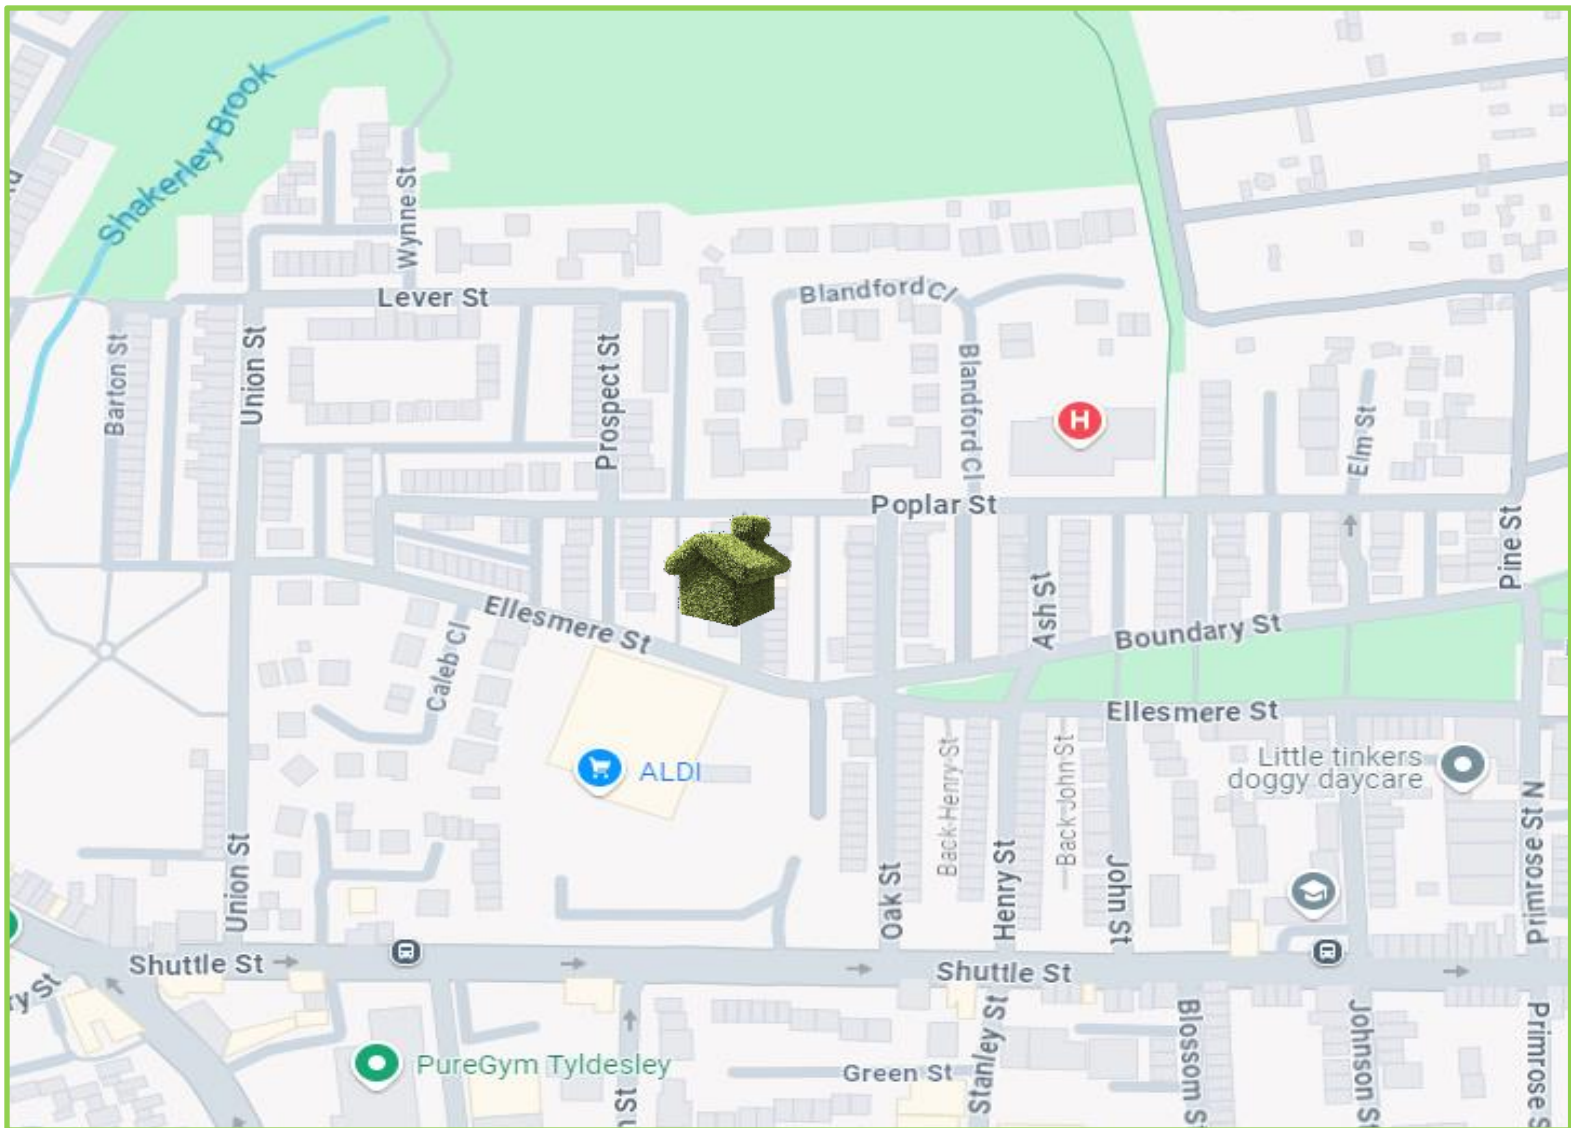 Shakerley Brook
Wynne St
Lever St
Blandford Cl
Barton St
Union St
Prospect St
Blandford Cl
H
Elm St
Poplar St
Pine St
Ash St
Ellesmere St
Boundary St
Caleb Cl
Ellesmere St
ALDI
Little tinkers
doggy daycare
Back Henry St
Back John St
Primrose St N
Union St
Oak St
Henry St
John St
Shuttle St
Shuttle St
ry St
Stanley St
Blossom S
Johnson St
Primrose S
PureGym Tyldesley
Green St
n St